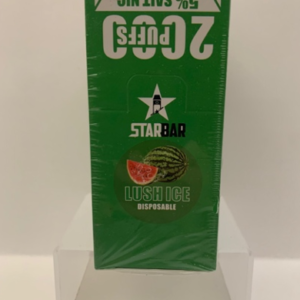 5% SALT NIC
2000
PUFFS
STARBAR
LUSH ICE
DISPOSABLE